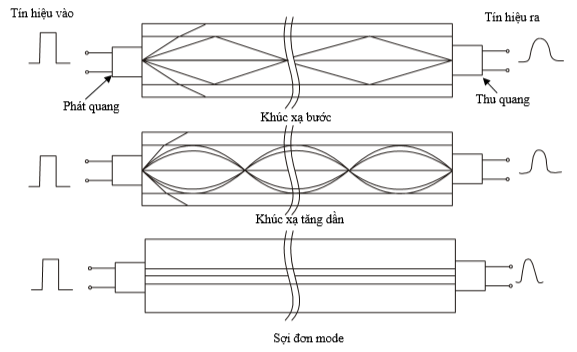 Tín hiệu vào
Tín hiệu ra
Phát quang
Thu quang
Khúc xạ bước
Khúc xạ tăng dần
Sợi đơn mode